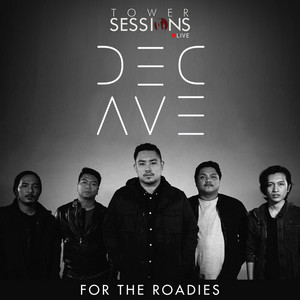 TOWER
SESSIONS
LIVE
DEC
AVE
FOR THE ROADIES